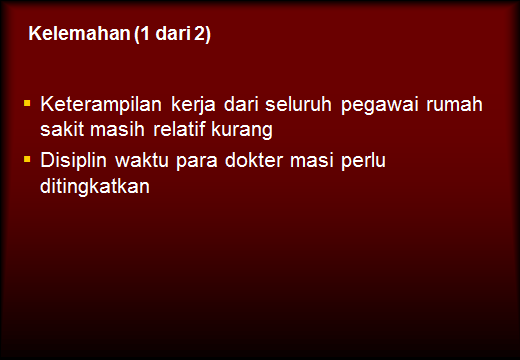 Kelemahan (1 dari 2)
Keterampilan kerja dari seluruh pegawai rumah
sakit masih relatif kurang
Disiplin waktu para dokter masi perlu
ditingkatkan